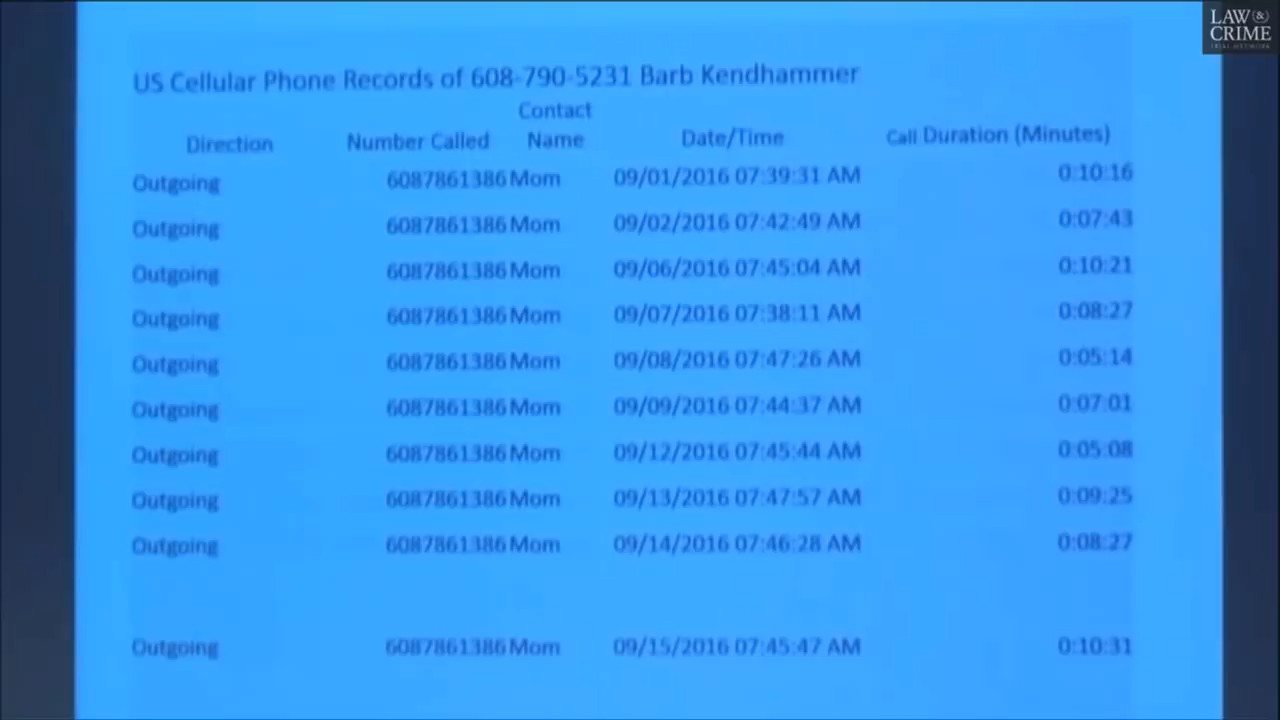 LAW &
CRIME
TRIAL NETWORK
US Cellular Phone Records of 608-790-5231 Barb Kendhammer
Direction Number Called Contact Name Date/Time Call Duration (Minutes)
Outgoing 6087861386 Mom 09/01/2016 07:39:31 AM 0:10:16
Outgoing 6087861386 Mom 09/02/2016 07:42:49 AM 0:07:43
Outgoing 6087861386 Mom 09/06/2016 07:45:04 AM 0:10:21
Outgoing 6087861386 Mom 09/07/2016 07:38:11 AM 0:08:27
Outgoing 6087861386 Mom 09/08/2016 07:47:26 AM 0:05:14
Outgoing 6087861386 Mom 09/09/2016 07:44:37 AM 0:07:01
Outgoing 6087861386 Mom 09/12/2016 07:45:44 AM 0:05:08
Outgoing 6087861386 Mom 09/13/2016 07:47:57 AM 0:09:25
Outgoing 6087861386 Mom 09/14/2016 07:46:28 AM 0:08:27
Outgoing 6087861386 Mom 09/15/2016 07:45:47 AM 0:10:31